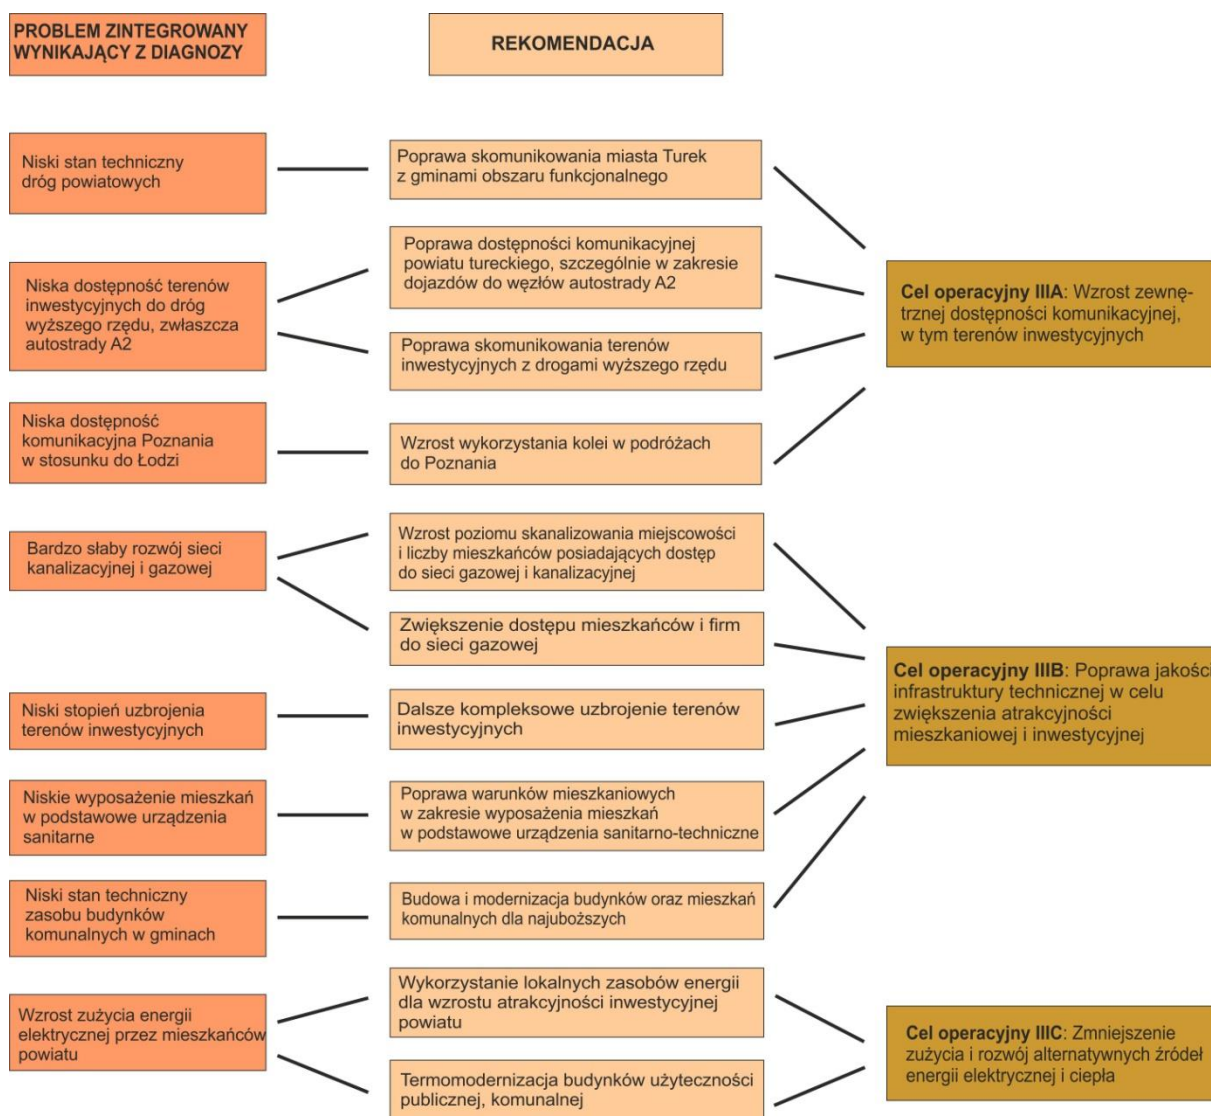 PROBLEM ZINTEGROWANY
WYNIKAJĄCY Z DIAGNOZY
REKOMENDACJA
Niski stan techniczny
dróg powiatowych
Poprawa skomunikowania miasta Turek
z gminami obszaru funkcjonalnego
Niska dostępność terenów
inwestycyjnych do dróg
wyższego rzędu, zwłaszcza
autostrady A2
Poprawa dostępności komunikacyjnej
powiatu tureckiego, szczególnie w zakresie
dojazdów do węzłów autostrady A2
Poprawa skomunikowania terenów
inwestycyjnych z drogami wyższego rzędu
Cel operacyjny IIIA: Wzrost zewnę-
trznej dostępności komunikacyjnej,
w tym terenów inwestycyjnych
Niska dostępność
komunikacyjna Poznania
w stosunku do Łodzi
Wzrost wykorzystania kolei w podróżach
do Poznania
Bardzo słaby rozwój sieci
kanalizacyjnej i gazowej
Wzrost poziomu skanalizowania miejscowości
i liczby mieszkańców posiadających dostęp
do sieci gazowej i kanalizacyjnej
Zwiększenie dostępu mieszkańców i firm
do sieci gazowej
Cel operacyjny IIIB: Poprawa jakości
infrastruktury technicznej w celu
zwiększenia atrakcyjności
mieszkaniowej i inwestycyjnej
Niski stopień uzbrojenia
terenów inwestycyjnych
Dalsze kompleksowe uzbrojenie terenów
inwestycyjnych
Niskie wyposażenie mieszkań
w podstawowe urządzenia
sanitarne
Poprawa warunków mieszkaniowych
w zakresie wyposażenia mieszkań
w podstawowe urządzenia sanitarno-techniczne
Niski stan techniczny
zasobu budynków
komunalnych w gminach
Budowa i modernizacja budynków oraz mieszkań
komunalnych dla najuboższych
Wzrost zużycia energii
elektrycznej przez mieszkańców
powiatu
Wykorzystanie lokalnych zasobów energii
dla wzrostu atrakcyjności inwestycyjnej
powiatu
Termomodernizacja budynków użyteczności
publicznej, komunalnej
Cel operacyjny IIIC: Zmniejszenie
zużycia i rozwój alternatywnych źródeł
energii elektrycznej i ciepła